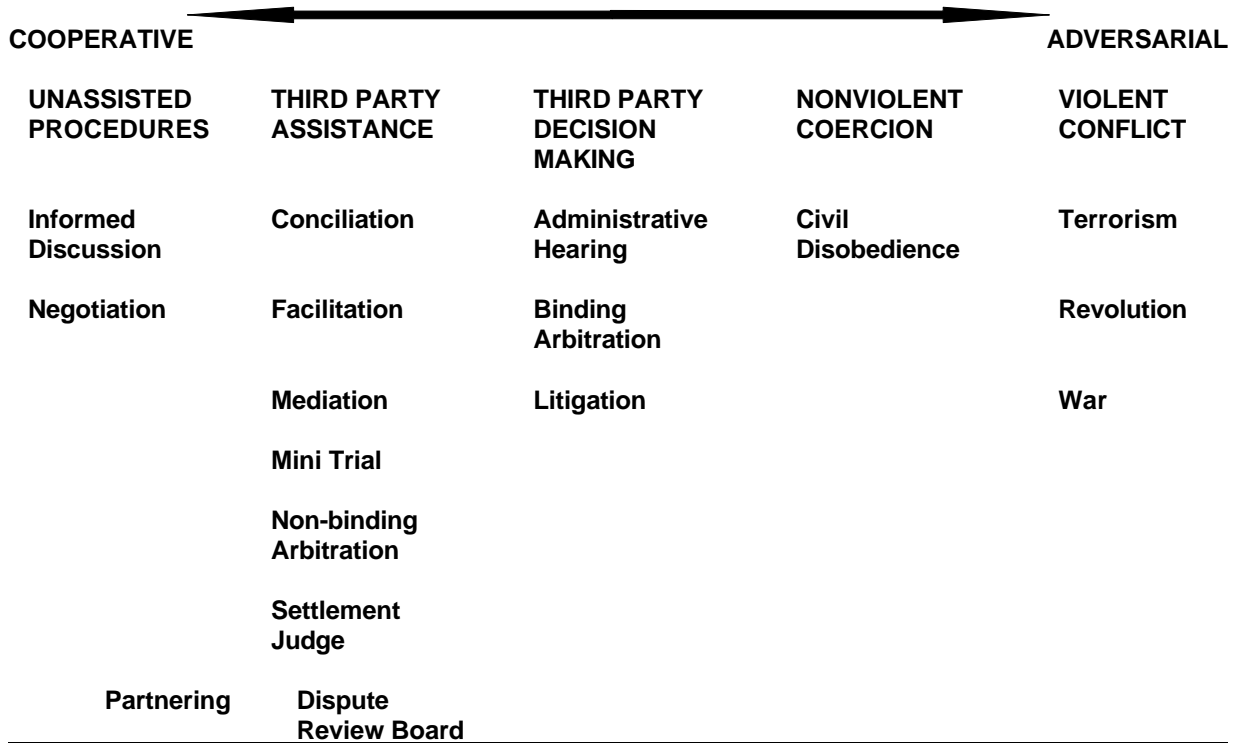 COOPERATIVE ADVERSARIAL
UNASSISTED THIRD PARTY THIRD PARTY NONVIOLENT VIOLENT
PROCEDURES ASSISTANCE DECISION COERCION CONFLICT
MAKING
Informed Conciliation Administrative Civil Terrorism
Discussion Hearing Disobedience
Negotiation Facilitation Binding Revolution
Arbitration
Mediation Litigation War
Mini Trial
Non-binding
Arbitration
Settlement
Judge
Partnering Dispute
Review Board